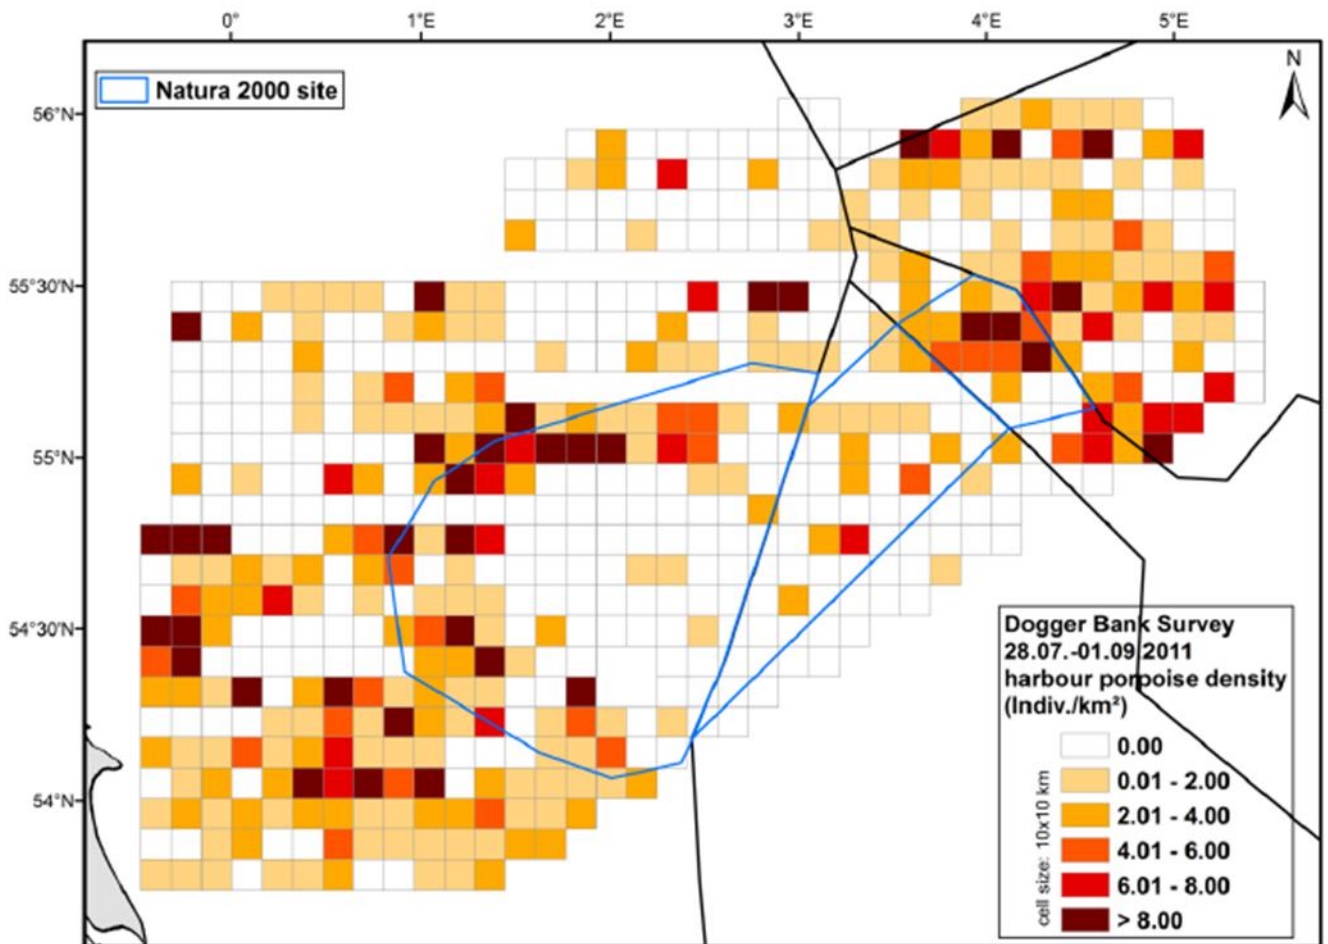 0° 1°E 2°E 3°E 4°E 5°E
N
Natura 2000 site
56°N
55°30'N
55°N
54°30'N
54°N
Dogger Bank Survey
28.07.-01.09.2011
harbour porpoise density
(Indiv./km²)
cell size: 10x10 km
0.00
0.01 - 2.00
2.01 - 4.00
4.01 - 6.00
6.01 - 8.00
> 8.00